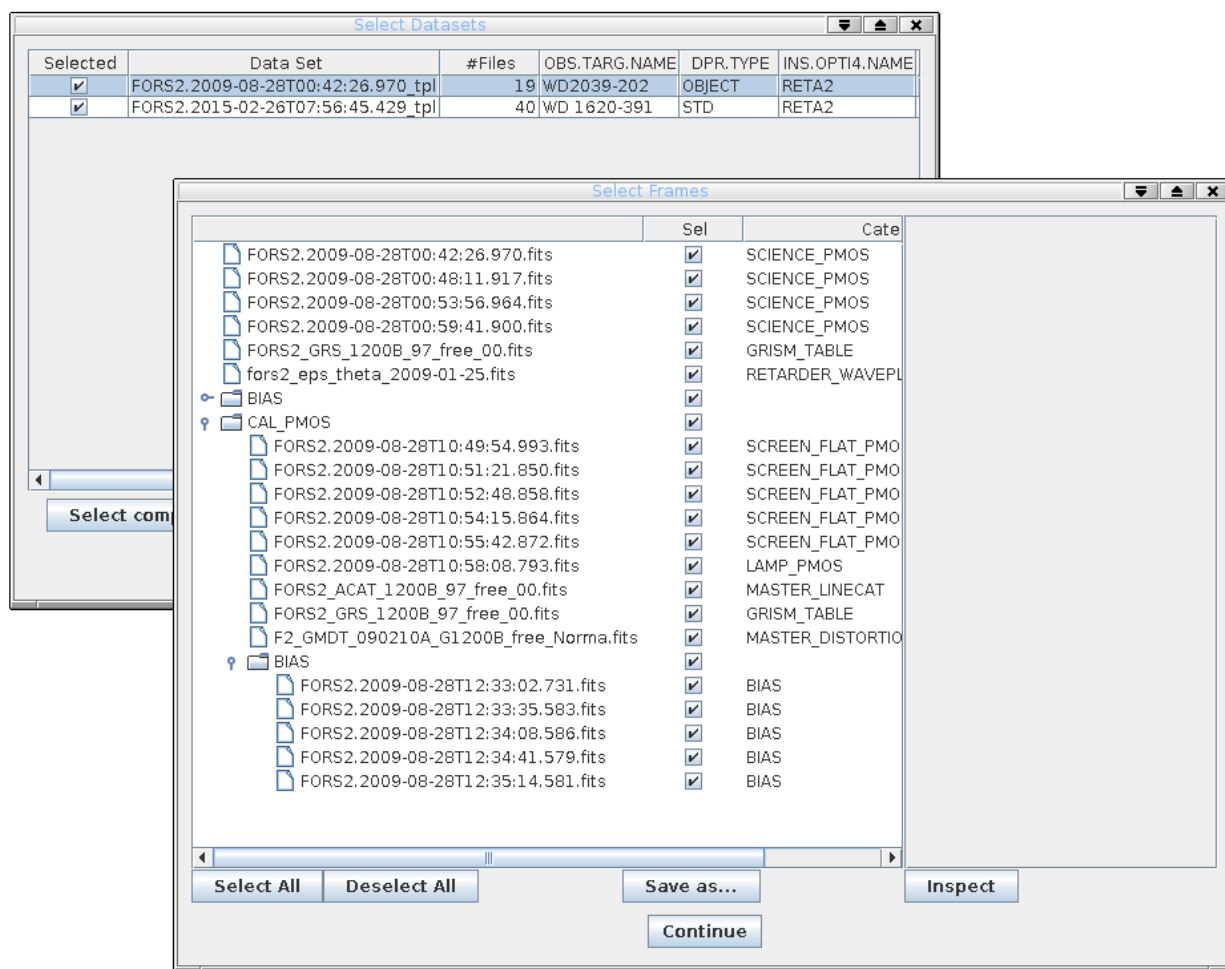 Select Datasets
Selected Data Set #Files OBS.TARG.NAME DPR.TYPE INS.OPTI4.NAME
FORS2.2009-08-28T00:42:26.970_tpl 19 WD2039-202 OBJECT RETA2
FORS2.2015-02-26T07:56:45.429_tpl 40 WD 1620-391 STD RETA2
Select comp
Select Frames
Sel Cate
FORS2.2009-08-28T00:42:26.970.fits SCIENCE_PMOS
FORS2.2009-08-28T00:48:11.917.fits SCIENCE_PMOS
FORS2.2009-08-28T00:53:56.964.fits SCIENCE_PMOS
FORS2.2009-08-28T00:59:41.900.fits SCIENCE_PMOS
FORS2_GRS_1200B_97_free_00.fits GRISM_TABLE
fors2_eps_theta_2009-01-25.fits RETARDER_WAVEPL
BIAS
CAL_PMOS
FORS2.2009-08-28T10:49:54.993.fits SCREEN_FLAT_PMO
FORS2.2009-08-28T10:51:21.850.fits SCREEN_FLAT_PMO
FORS2.2009-08-28T10:52:48.858.fits SCREEN_FLAT_PMO
FORS2.2009-08-28T10:54:15.864.fits SCREEN_FLAT_PMO
FORS2.2009-08-28T10:55:42.872.fits SCREEN_FLAT_PMO
FORS2.2009-08-28T10:58:08.793.fits LAMP_PMOS
FORS2_ACAT_1200B_97_free_00.fits MASTER_LINECAT
FORS2_GRS_1200B_97_free_00.fits GRISM_TABLE
F2_GMDT_090210A_G1200B_free_Norma.fits MASTER_DISTORTIO
BIAS
FORS2.2009-08-28T12:33:02.731.fits BIAS
FORS2.2009-08-28T12:33:35.583.fits BIAS
FORS2.2009-08-28T12:34:08.586.fits BIAS
FORS2.2009-08-28T12:34:41.579.fits BIAS
FORS2.2009-08-28T12:35:14.581.fits BIAS
Select All Deselect All Save as... Inspect
Continue